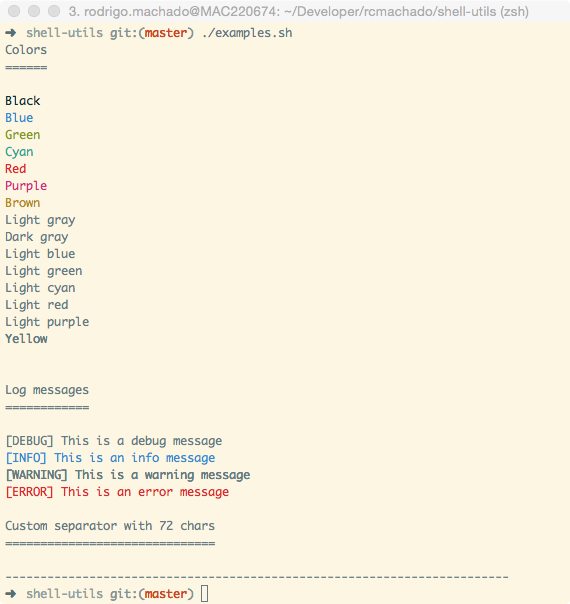 3. rodrigo.machado@MAC220674: ~/Developer/rcmachado/shell-utils (zsh)
➜ shell-utils git:(master) ./examples.sh
Colors
======
Black
Blue
Green
Cyan
Red
Purple
Brown
Light gray
Dark gray
Light blue
Light green
Light cyan
Light red
Light purple
Yellow
Log messages
============
[DEBUG] This is a debug message
[INFO] This is an info message
[WARNING] This is a warning message
[ERROR] This is an error message
Custom separator with 72 chars
==============================
------------------------------------------------------------------------
➜ shell-utils git:(master)